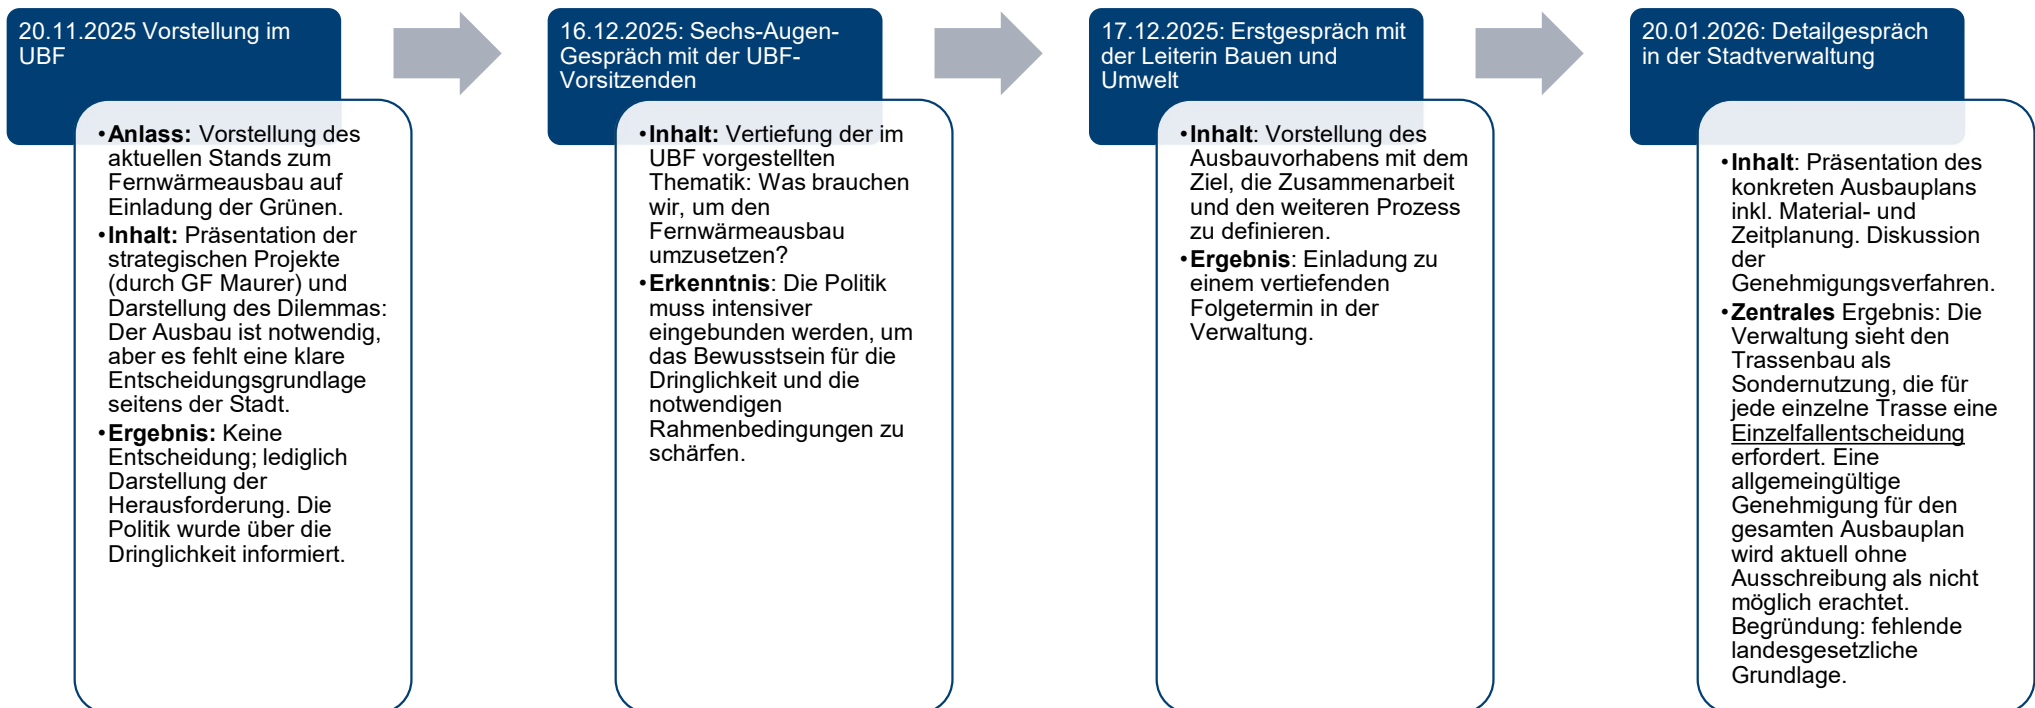 20.11.2025 Vorstellung im
UBF
•Anlass: Vorstellung des
aktuellen Stands zum
Fernwärmeausbau auf
Einladung der Grünen.
•Inhalt: Präsentation der
strategischen Projekte
(durch GF Maurer) und
Darstellung des Dilemmas:
Der Ausbau ist notwendig,
aber es fehlt eine klare
Entscheidungsgrundlage
seitens der Stadt.
•Ergebnis: Keine
Entscheidung; lediglich
Darstellung der
Herausforderung. Die
Politik wurde über die
Dringlichkeit informiert.
16.12.2025: Sechs-Augen-
Gespräch mit der UBF-
Vorsitzenden
•Inhalt: Vertiefung der im
UBF vorgestellten
Thematik: Was brauchen
wir, um den
Fernwärmeausbau
umzusetzen?
•Erkenntnis: Die Politik
muss intensiver
eingebunden werden, um
das Bewusstsein für die
Dringlichkeit und die
notwendigen
Rahmenbedingungen zu
schärfen.
17.12.2025: Erstgespräch mit
der Leiterin Bauen und
Umwelt
•Inhalt: Vorstellung des
Ausbauvorhabens mit dem
Ziel, die Zusammenarbeit
und den weiteren Prozess
zu definieren.
•Ergebnis: Einladung zu
einem vertiefenden
Folgetermin in der
Verwaltung.
20.01.2026: Detailgespräch
in der Stadtverwaltung
•Inhalt: Präsentation des
konkreten Ausbauplans
inkl. Material- und
Zeitplanung. Diskussion
der
Genehmigungsverfahren.
•Zentrales Ergebnis: Die
Verwaltung sieht den
Trassenbau als
Sondernutzung, die für
jede einzelne Trasse eine
Einzelfallentscheidung
erfordert. Eine
allgemeingültige
Genehmigung für den
gesamten Ausbauplan
wird aktuell ohne
Ausschreibung als nicht
möglich erachtet.
Begründung: fehlende
landesgesetzliche
Grundlage.